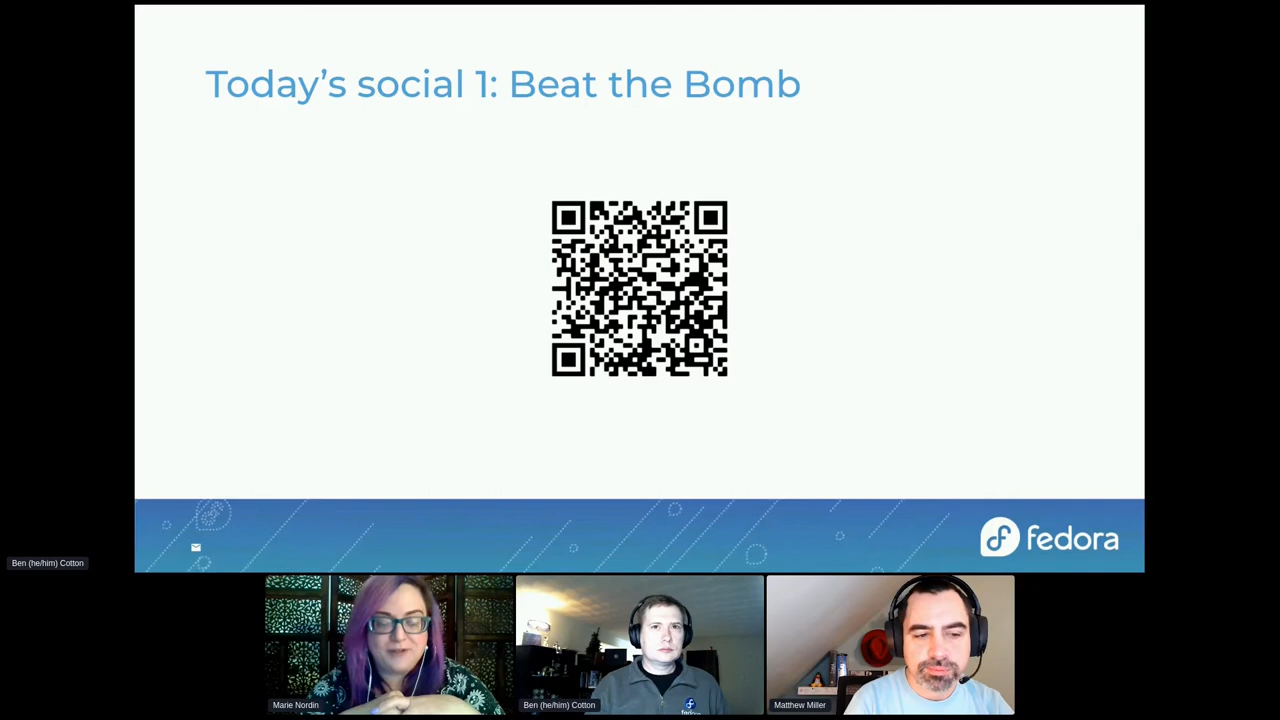 Today's social 1: Beat the Bomb
fedora
Ben (he/him) Cotton
Marie Nordin
Ben (he/him) Cotton
fedora
Matthew Miller